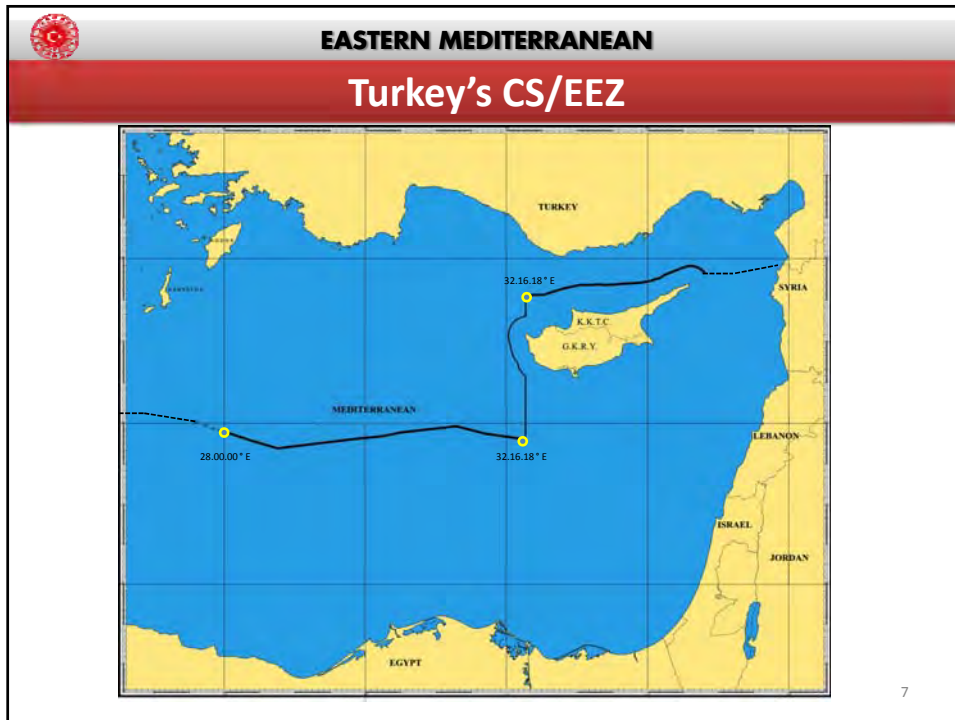 EASTERN MEDITERRANEAN
Turkey's CS/EEZ
TURKEY
32.16.18" E
SYRIA
K.K.T.C.
G.K.R.Y.
MEDITERRANEAN
LEBANON
28.00.00" E
32.16.18" E
ISRAEL
JORDAN
EGYPT
7